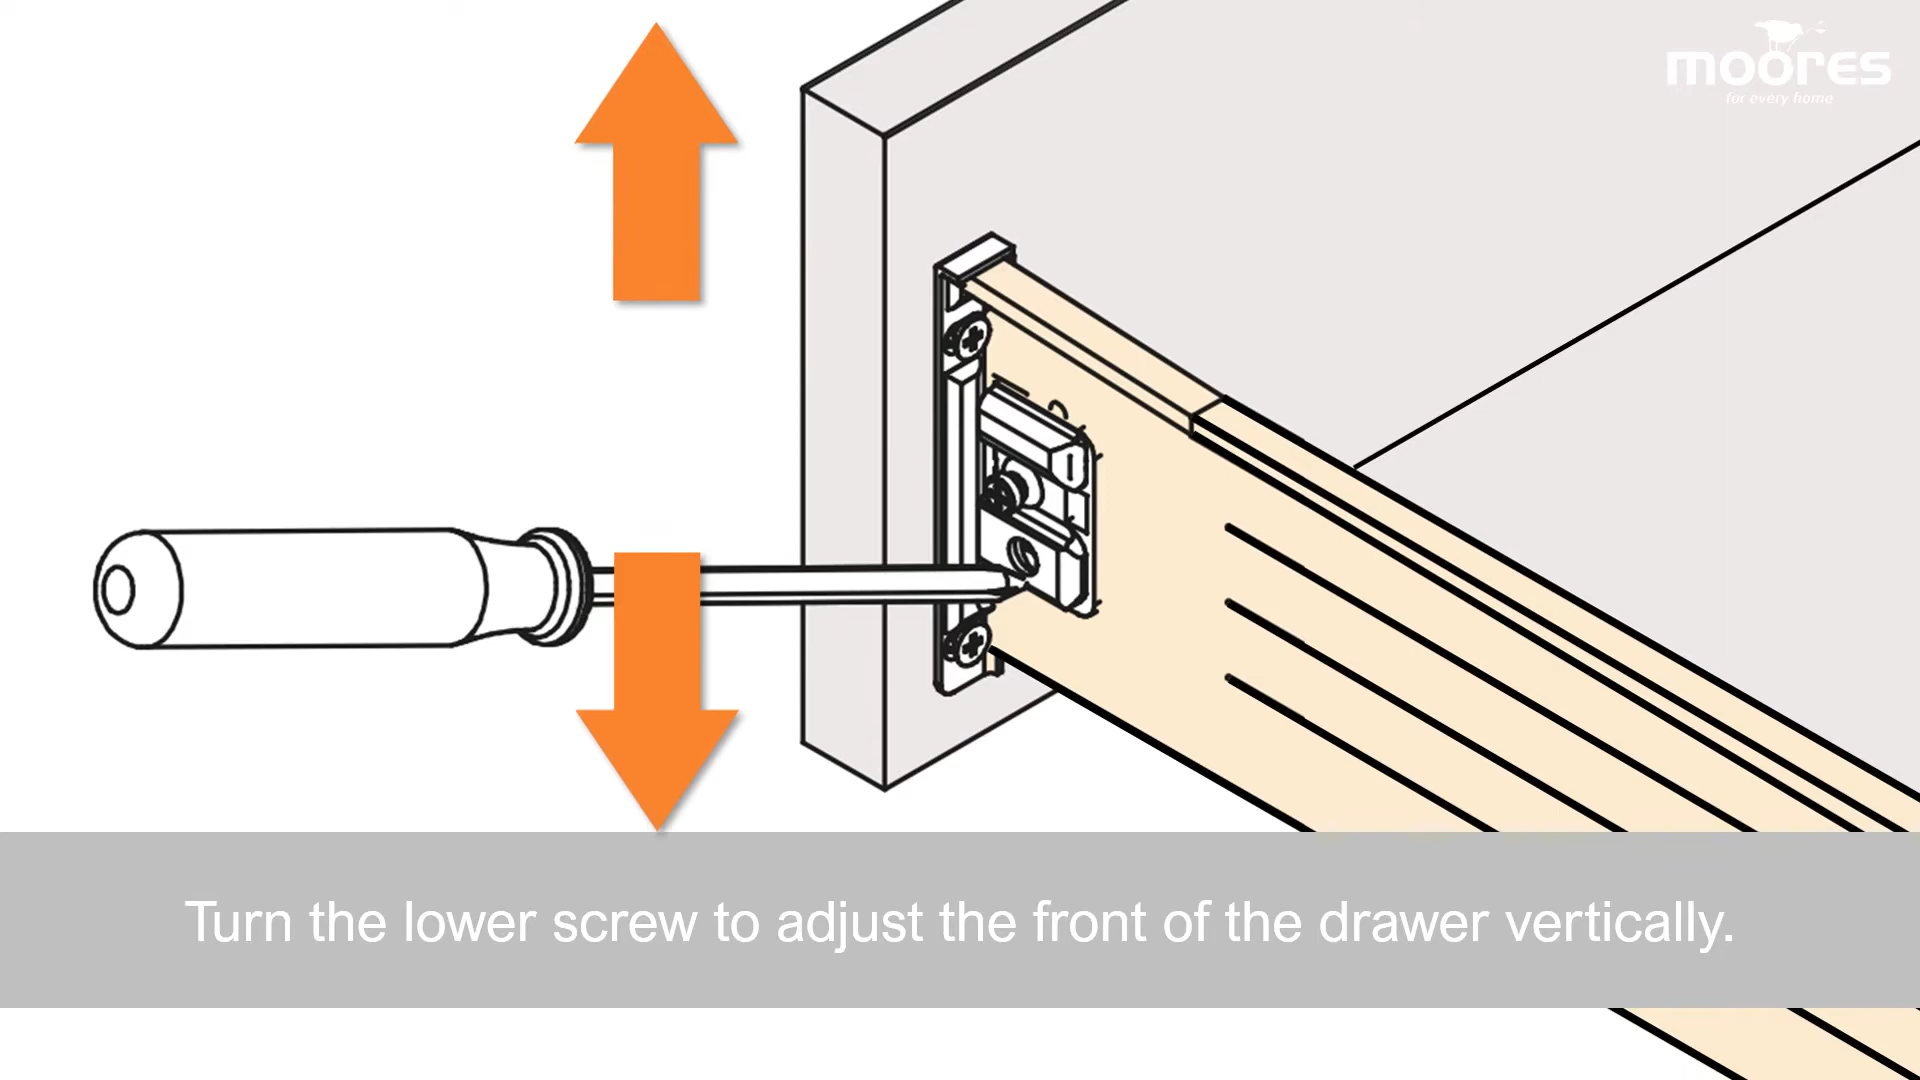 moores
for every home
Turn the lower screw to adjust the front of the drawer vertically.